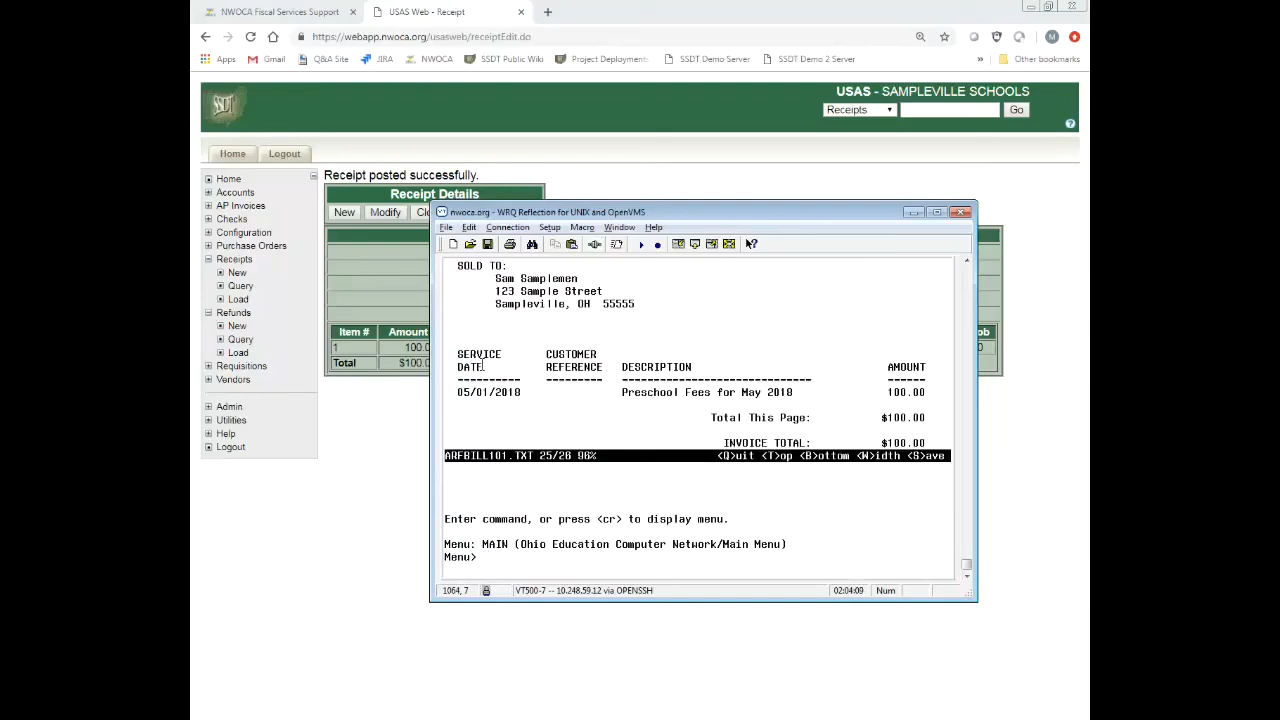 NWOCA Fiscal Services Support
USAS Web - Receipt
https://webapp.nwoca.org/usasweb/receiptEdit.do
Apps
Gmail
Q&A Site
JIRA
NWOCA
SSDT Public Wiki
Project Deployments
SSDT Demo Server
SSDT Demo 2 Server
»
Other bookmarks
SSDT
USAS - SAMPLEVILLE SCHOOLS
Receipts
Go
Home
Logout
Home
Accounts
AP Invoices
Checks
Configuration
Purchase Orders
Receipts
New
Query
Load
Refunds
New
Query
Load
Requisitions
Vendors
Admin
Utilities
Help
Logout
Receipt posted successfully.
Receipt Details
New Modify Clo
Item # Amount
1 100.0
Total $100.0
ob
0
nwoca.org - WRQ Reflection for UNIX and OpenVMS
File Edit Connection Setup Macro Window Help
SOLD TO:
Sam Samplemen
123 Sample Street
Sampleville, OH 55555
SERVICE CUSTOMER
DATE REFERENCE DESCRIPTION AMOUNT
---------- --------- ------------------------------ ------
05/01/2018 Preschool Fees for May 2018 100.00
Total This Page: $100.00
INVOICE TOTAL: $100.00
ARFBILL101.TXT 25/26 96% <Q>uit <T>op <B>ottom <W>idth <S>ave
Enter command, or press <cr> to display menu.
Menu: MAIN (Ohio Education Computer Network/Main Menu)
Menu>
1064, 7
VT500-7 -- 10.248.59.12 via OPENSSH
02:04:09
Num